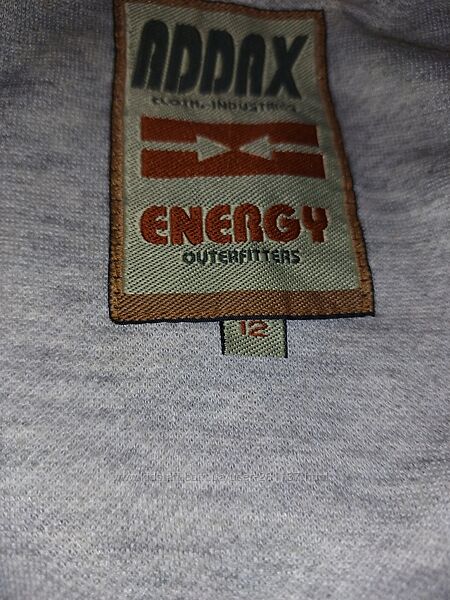 ADDAX
CLOTH. INDUSTRIES
ENERGY
OUTERFITTERS
12